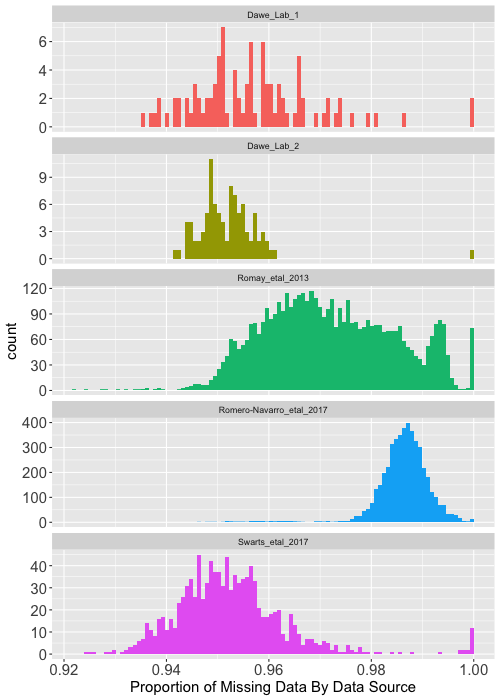 Dawe_Lab_1
6
4
2
0
Dawe_Lab_2
9
6
3
0
Romay_etal_2013
120
90
60
30
0
Romero-Navarro_etal_2017
400
300
200
100
0
Swarts_etal_2017
40
30
20
10
0
count
0.92 0.94 0.96 0.98 1.00
Proportion of Missing Data by Data Source